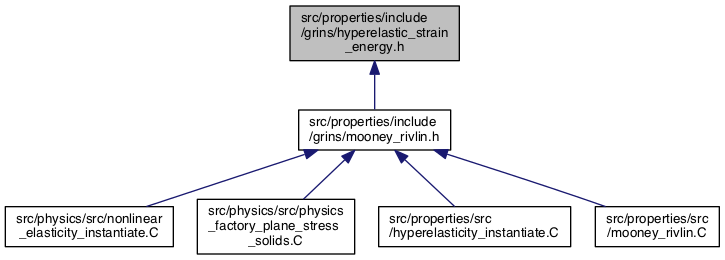 src/properties/include
/grins/hyperelastic_strain
_energy.h
src/properties/include
/grins/mooney_rivlin.h
src/physics/src/nonlinear
_elasticity_instantiate.C
src/physics/src/physics
_factory_plane_stress
_solids.C
src/properties/src
/hyperelasticity_instantiate.C
src/properties/src
/mooney_rivlin.C